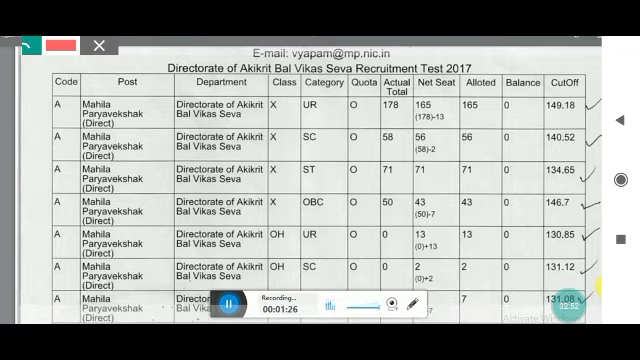 E-mail: vyapam@mp.nic.in
Directorate of Akikrit Bal Vikas Seva Recruitment Test 2017
Code Post Department Class Category Quota Actual Total Net Seat Alloted Balance CutOff
A Mahila Paryavekshak (Direct) Directorate of Akikrit Bal Vikas Seva X UR O 178 165 (178)-13 165 0 149.18
A Mahila Paryavekshak (Direct) Directorate of Akikrit Bal Vikas Seva X SC O 58 56 (58)-2 56 0 140.52
A Mahila Paryavekshak (Direct) Directorate of Akikrit Bal Vikas Seva X ST O 71 71 71 0 134.65
A Mahila Paryavekshak (Direct) Directorate of Akikrit Bal Vikas Seva X OBC O 50 43 (50)-7 43 0 146.7
A Mahila Paryavekshak (Direct) Directorate of Akikrit Bal Vikas Seva OH UR O 0 13 (0)+13 13 0 130.85
A Mahila Paryavekshak (Direct) Directorate of Akikrit Bal Vikas Seva OH SC O 0 2 (0)+2 2 0 131.12
A Mahila Paryavekshak (Direct) Bal Vikas Seva 7 0 131.08
Recording...
00:01:26
02:52
Activate Windows